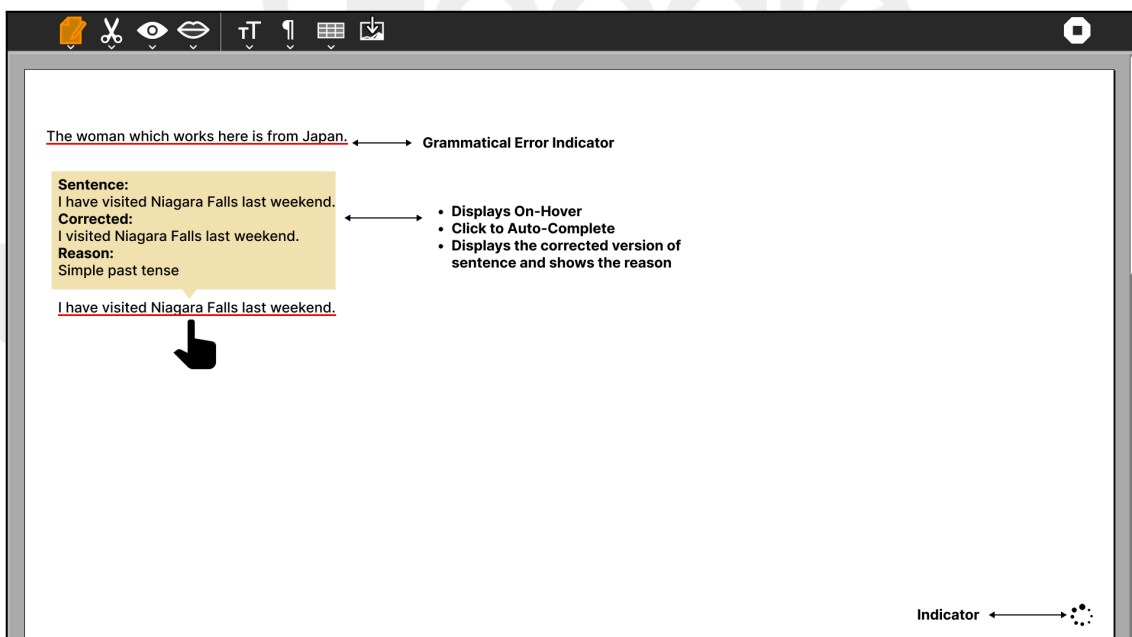 The woman which works here is from Japan.
Grammatical Error Indicator
Sentence:
I have visited Niagara Falls last weekend.
Corrected:
I visited Niagara Falls last weekend.
Reason:
Simple past tense
• Displays On-Hover
• Click to Auto-Complete
• Displays the corrected version of
sentence and shows the reason
I have visited Niagara Falls last weekend.
Indicator